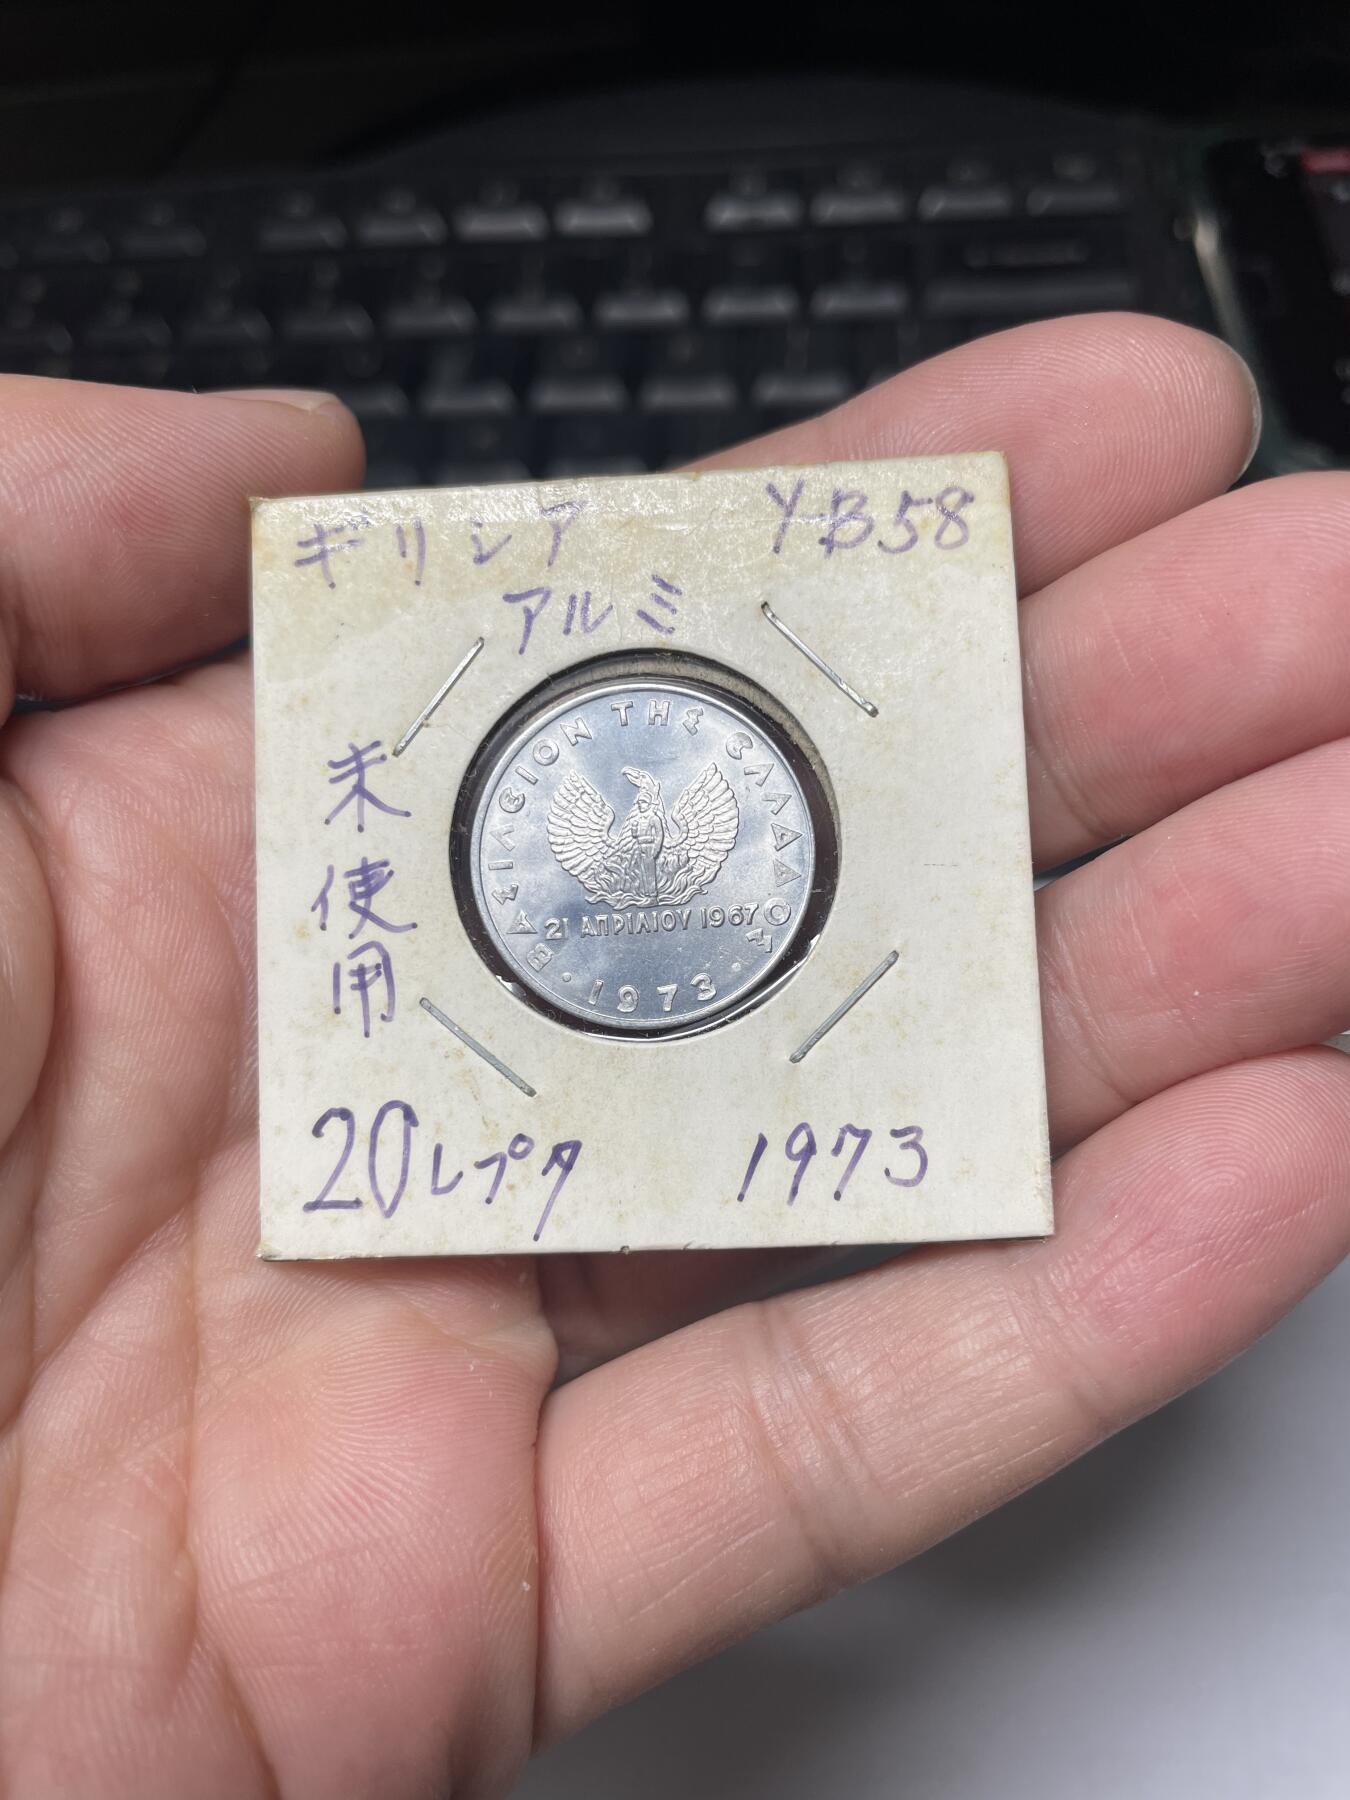 ギリシア YB58
アルミ
ΒΑΣΙΛΕΙΟΝ ΤΗΣ ΕΛΛΑΔΟΣ
21 ΑΠΡΙΛΙΟΥ 1967
· 1973 ·
未使用
20レプタ 1973